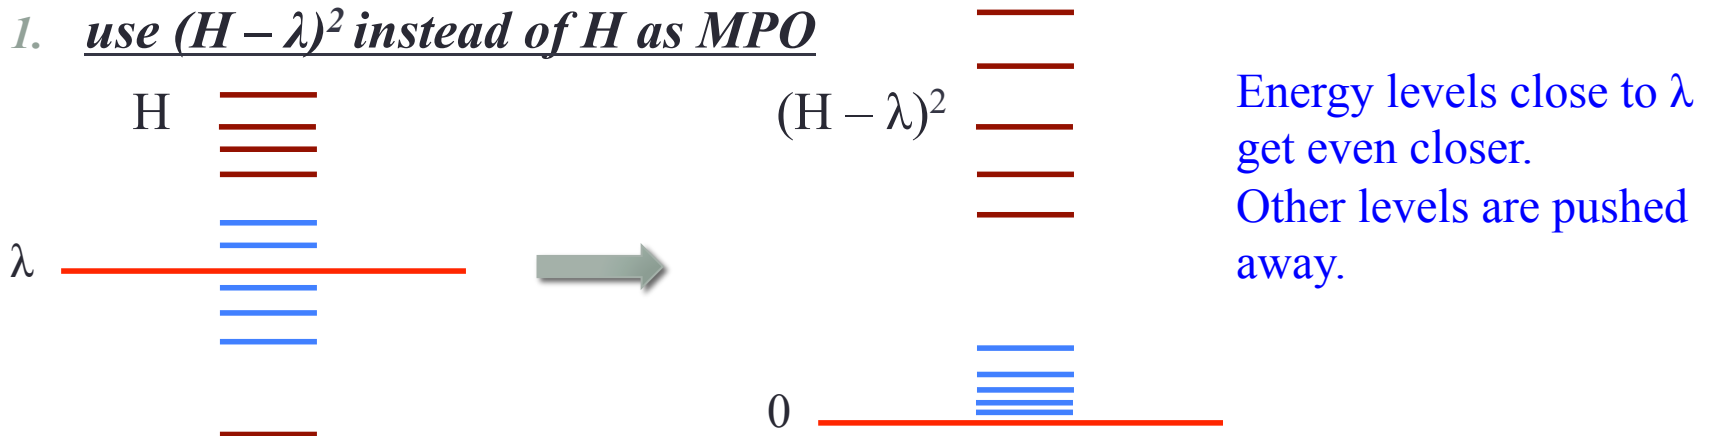 1. use (H – λ)² instead of H as MPO
H
λ
(H – λ)²
0
Energy levels close to λ
get even closer.
Other levels are pushed
away.